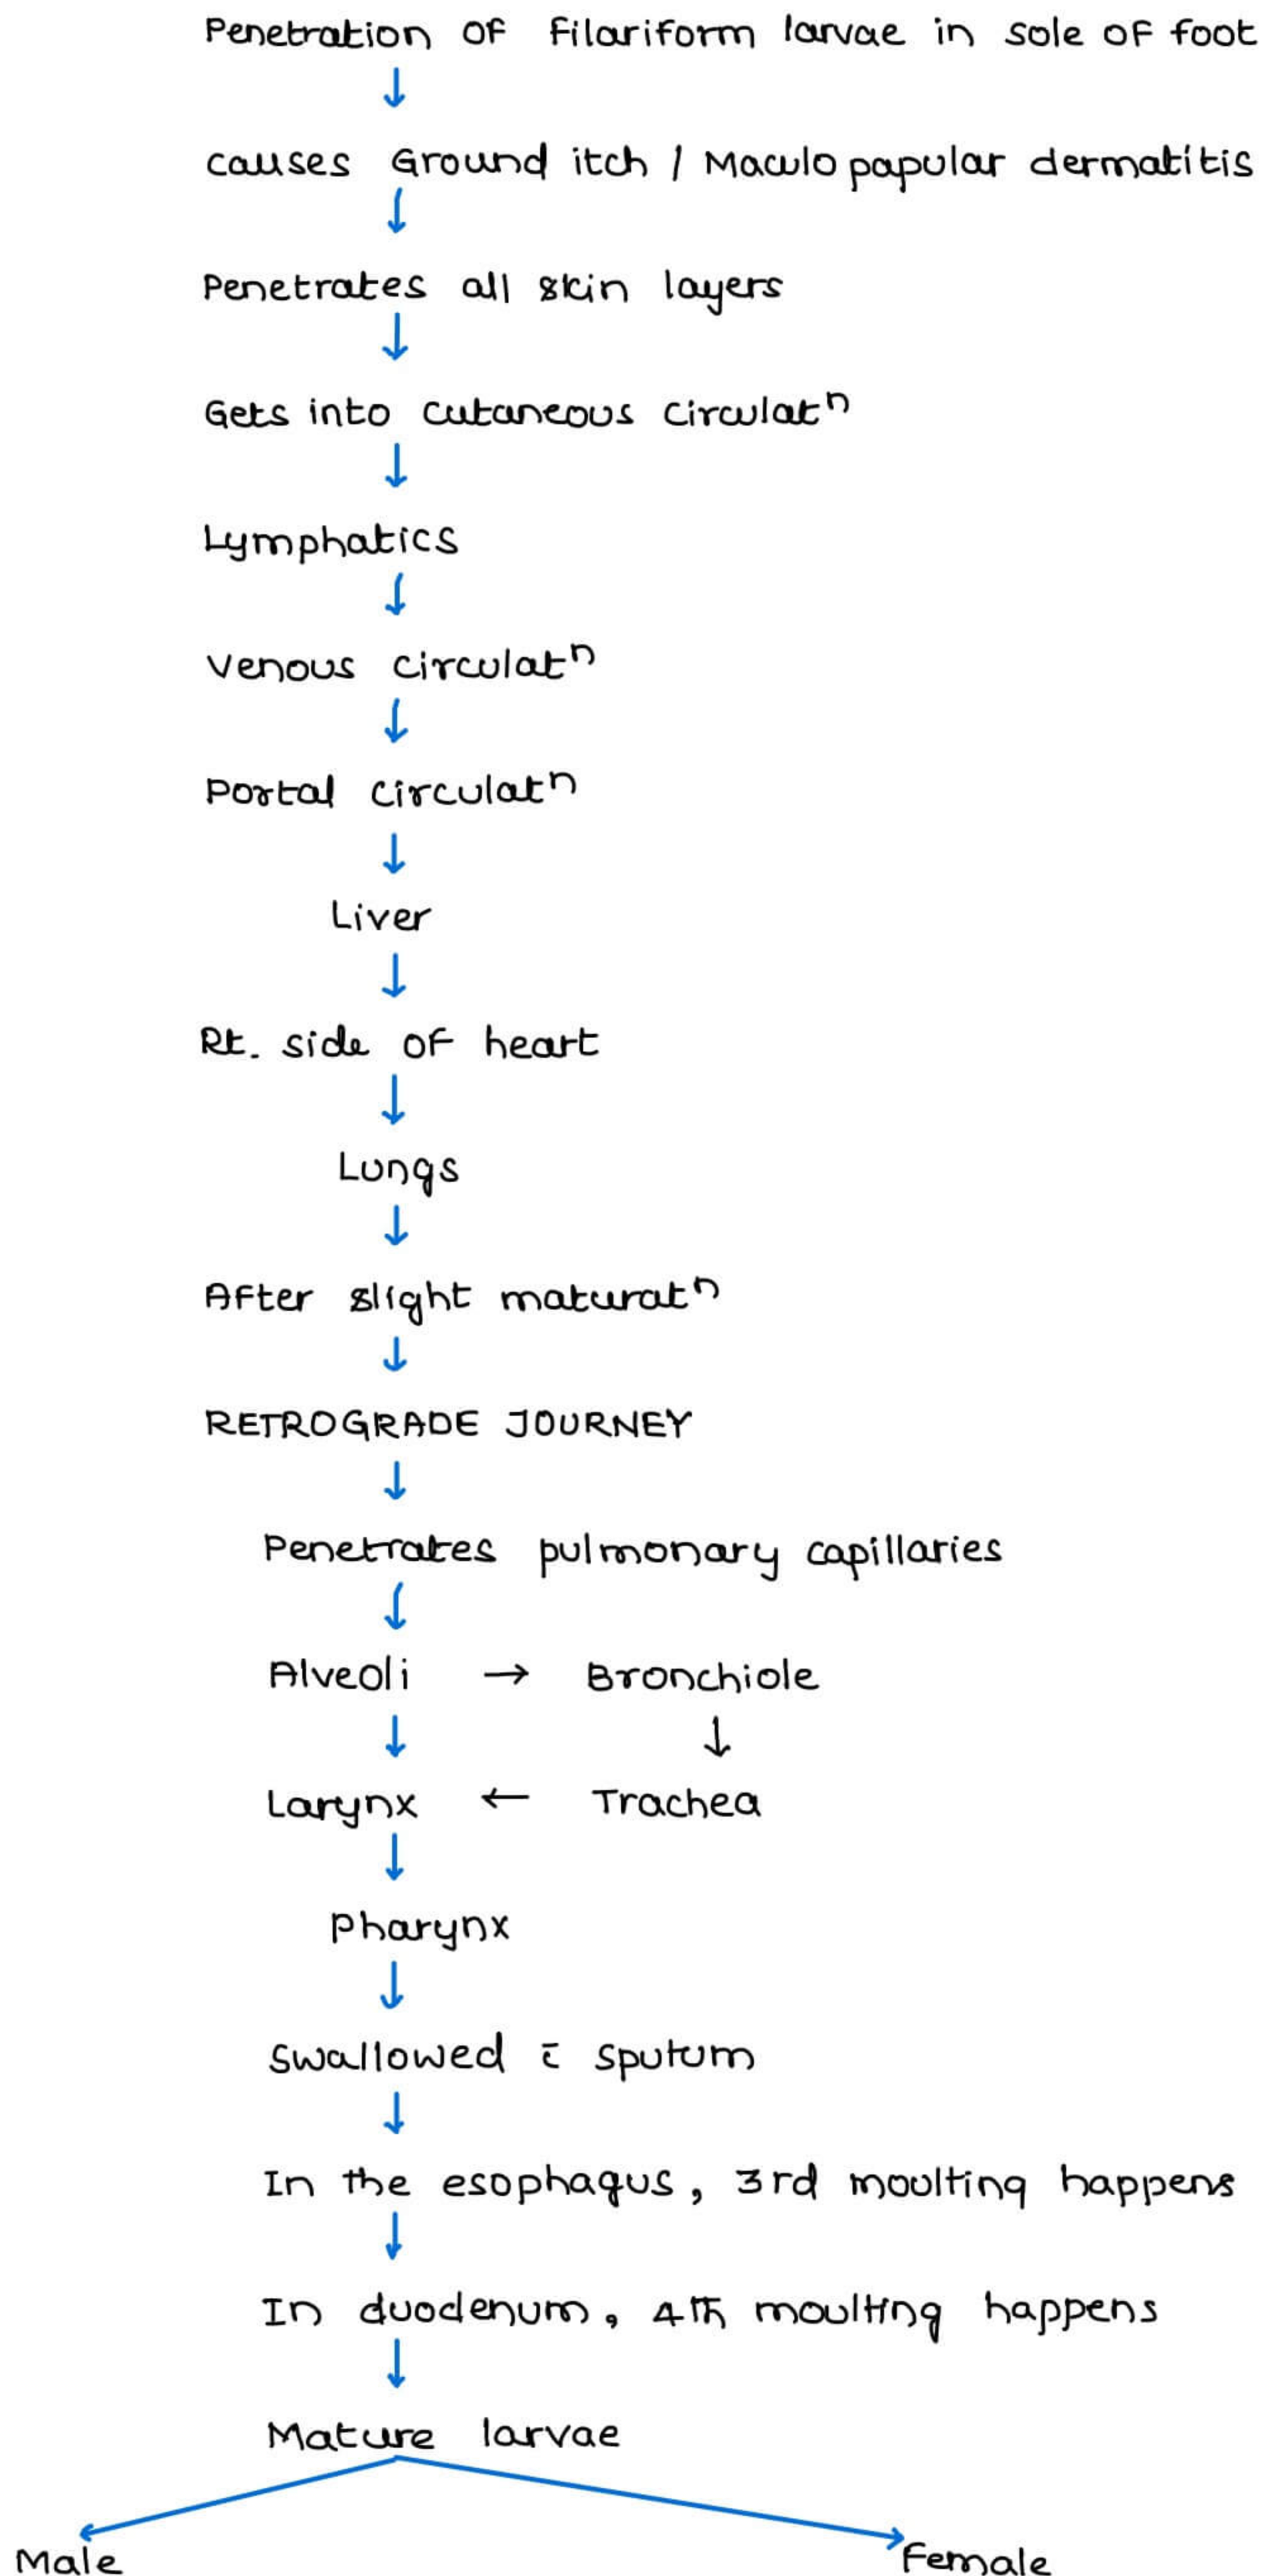 Penetration of filariform larvae in sole of foot
↓
causes Ground itch / Maculo papular dermatitis
↓
Penetrates all skin layers
↓
Gets into cutaneous circulatⁿ
↓
Lymphatics
↓
Venous circulatⁿ
↓
Portal circulatⁿ
↓
Liver
↓
Rt. side of heart
↓
Lungs
↓
After slight maturatⁿ
↓
RETROGRADE JOURNEY
↓
Penetrates pulmonary capillaries
↓
Alveoli → Bronchiole
↓ ↓
Larynx ← Trachea
↓
Pharynx
↓
Swallowed c̄ sputum
↓
In the esophagus, 3rd moulting happens
↓
In duodenum, 4th moulting happens
↓
Mature larvae
Male Female